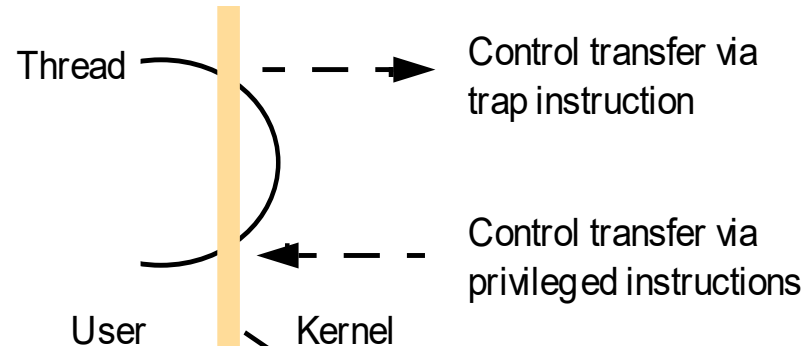 Thread
Control transfer via
trap instruction
Control transfer via
privileged instructions
User
Kernel